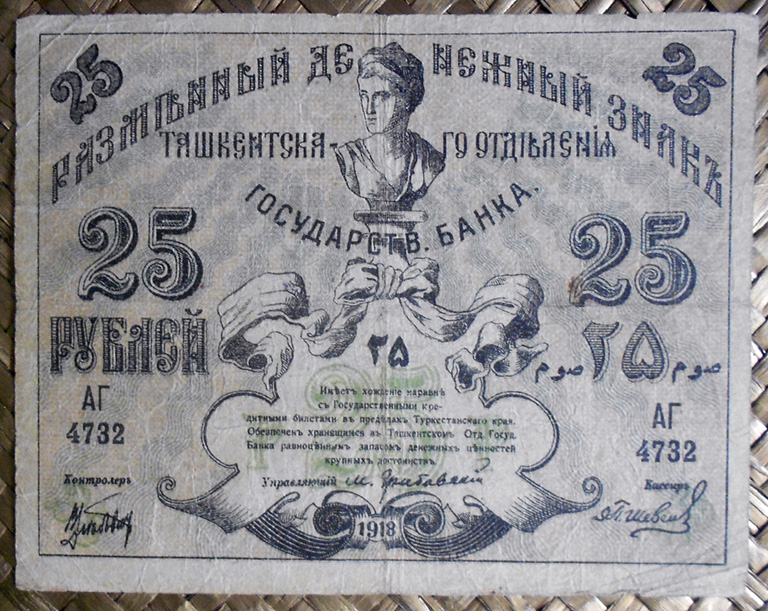 25 25
РАЗМѢННЫЙ ДЕНЕЖНЫЙ ЗНАКЪ
ТАШКЕНТСКАГО ОТДѢЛЕНІЯ
ГОСУДАРСТВ. БАНКА.
25 25
РУБЛЕЙ ٢٥ صوم ٢٥ صوم
АГ АГ
4732 4732
Имѣетъ хожденіе наравнѣ
съ Государственными кре-
дитными билетами въ предѣлахъ Туркестанскаго края.
Обезпеченъ хранящимся въ Ташкентскомъ Отд. Госуд.
Банка равноцѣннымъ запасомъ денежныхъ цѣнностей
крупныхъ достоинствъ.
Контролеръ Управляющій Кассиръ
1918